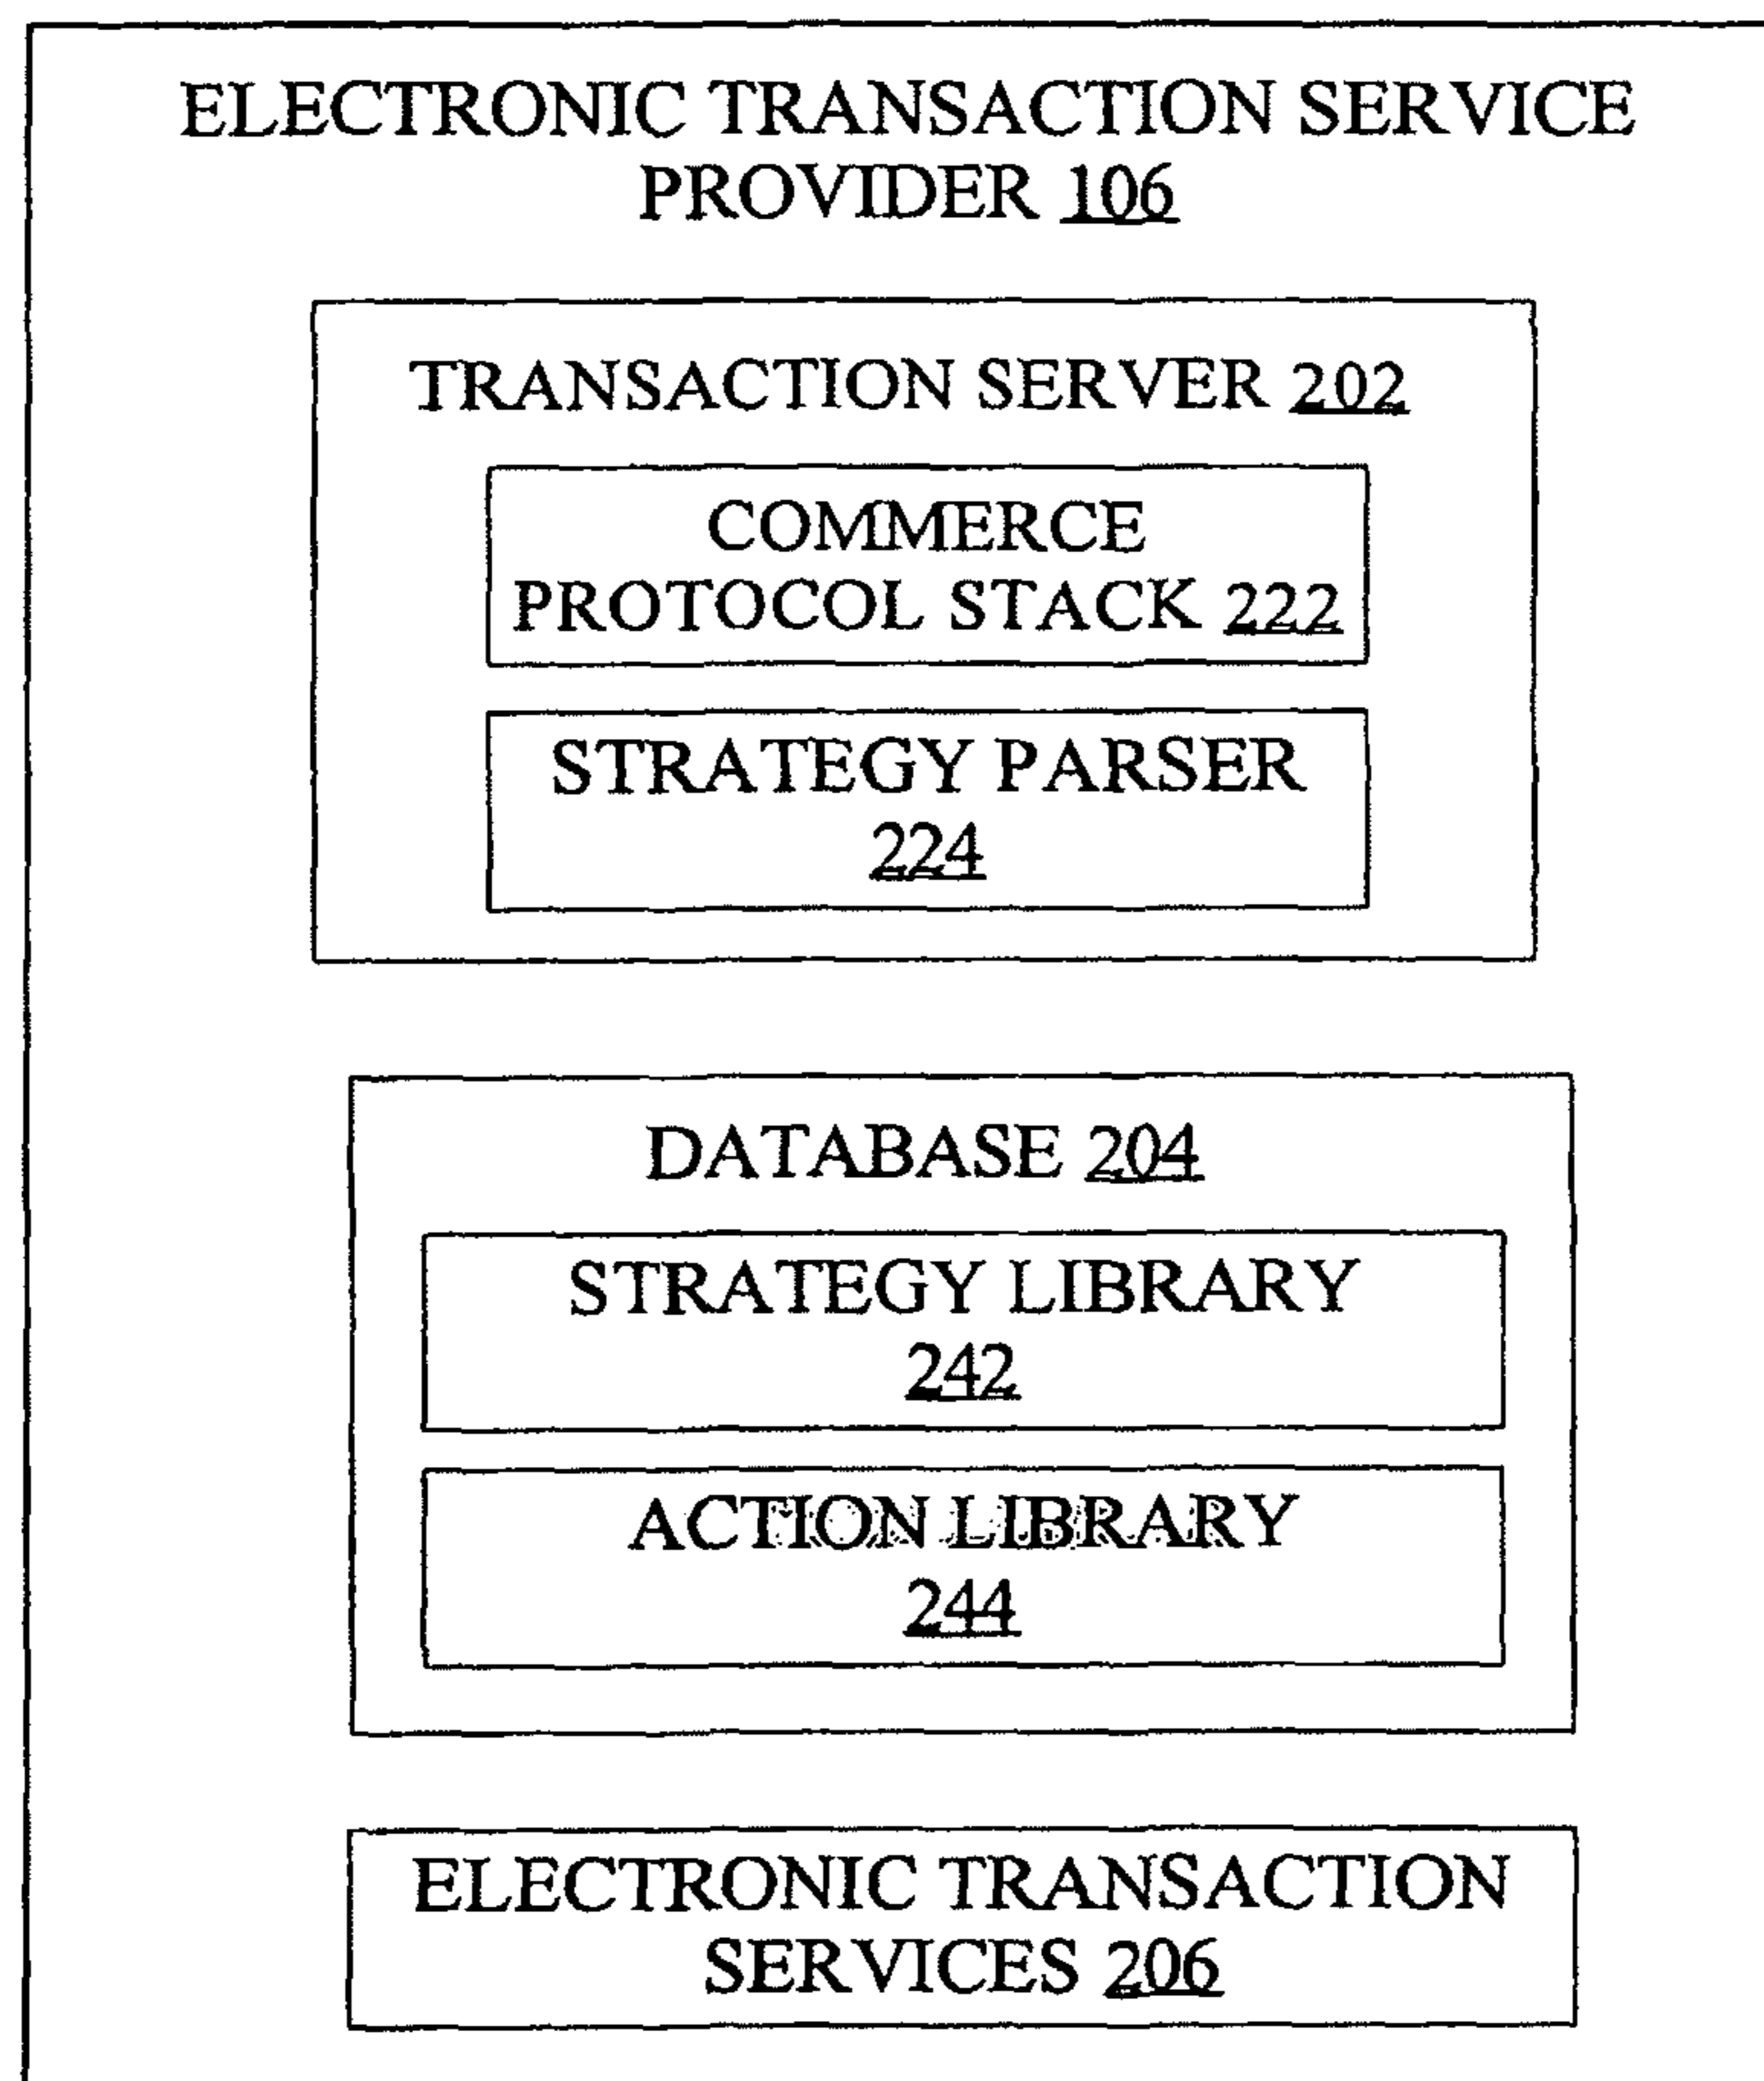 ELECTRONIC TRANSACTION SERVICE
PROVIDER 106
TRANSACTION SERVER 202
COMMERCE
PROTOCOL STACK 222
STRATEGY PARSER
224
DATABASE 204
STRATEGY LIBRARY
242
ACTION LIBRARY
244
ELECTRONIC TRANSACTION
SERVICES 206